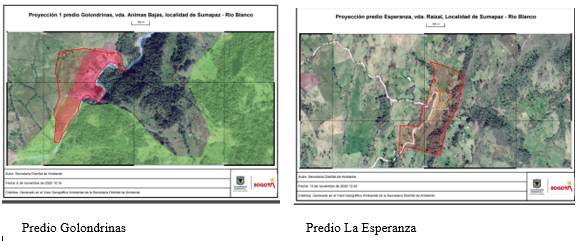 Proyección 1 predio Golondrinas, vda. Animas Bajas, localidad de Sumapaz - Rio Blanco
Autor: Secretaría Distrital de Ambiente
Créditos: Generado en el Visor Geográfico Ambiental de la Secretaría Distrital de Ambiente.
BOGOTÁ
Proyección predio Esperanza, vda. Raizal, Localidad de Sumapaz - Rio Blanco
Autor: Secretaría Distrital de Ambiente
Créditos: Generado en el Visor Geográfico Ambiental de la Secretaría Distrital de Ambiente.
BOGOTÁ
Predio Golondrinas
Predio La Esperanza